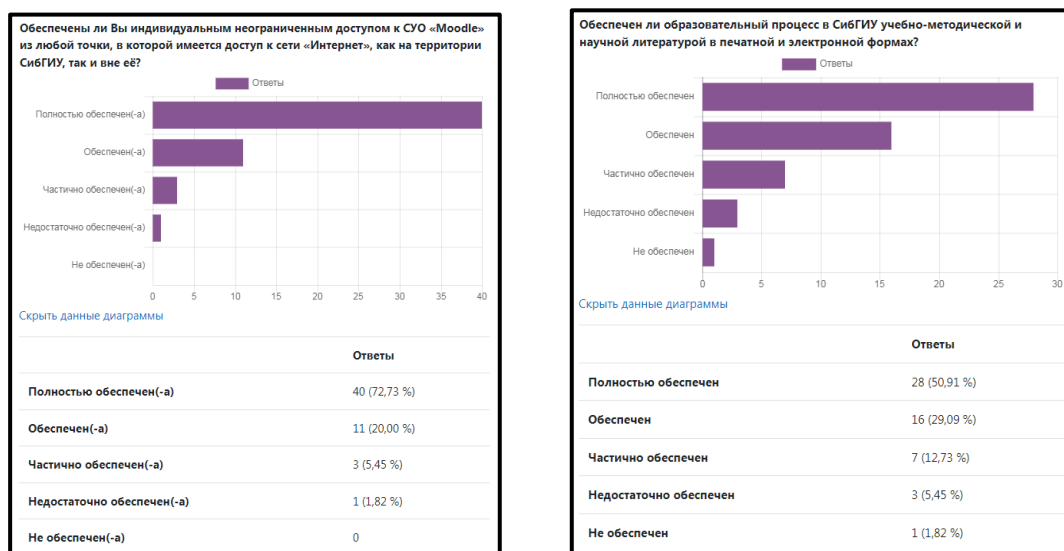 Обеспечены ли Вы индивидуальным неограниченным доступом к СУО «Moodle»
из любой точки, в которой имеется доступ к сети «Интернет», как на территории
СибГИУ, так и вне её?
Ответы
Полностью обеспечен(-а)
Обеспечен(-а)
Частично обеспечен(-а)
Недостаточно обеспечен(-а)
Не обеспечен(-а)
0 5 10 15 20 25 30 35 40
Скрыть данные диаграммы
Ответы
Полностью обеспечен(-а) 40 (72,73 %)
Обеспечен(-а) 11 (20,00 %)
Частично обеспечен(-а) 3 (5,45 %)
Недостаточно обеспечен(-а) 1 (1,82 %)
Не обеспечен(-а) 0
Обеспечен ли образовательный процесс в СибГИУ учебно-методической и
научной литературой в печатной и электронной формах?
Ответы
Полностью обеспечен
Обеспечен
Частично обеспечен
Недостаточно обеспечен
Не обеспечен
0 5 10 15 20 25 30
Скрыть данные диаграммы
Ответы
Полностью обеспечен 28 (50,91 %)
Обеспечен 16 (29,09 %)
Частично обеспечен 7 (12,73 %)
Недостаточно обеспечен 3 (5,45 %)
Не обеспечен 1 (1,82 %)